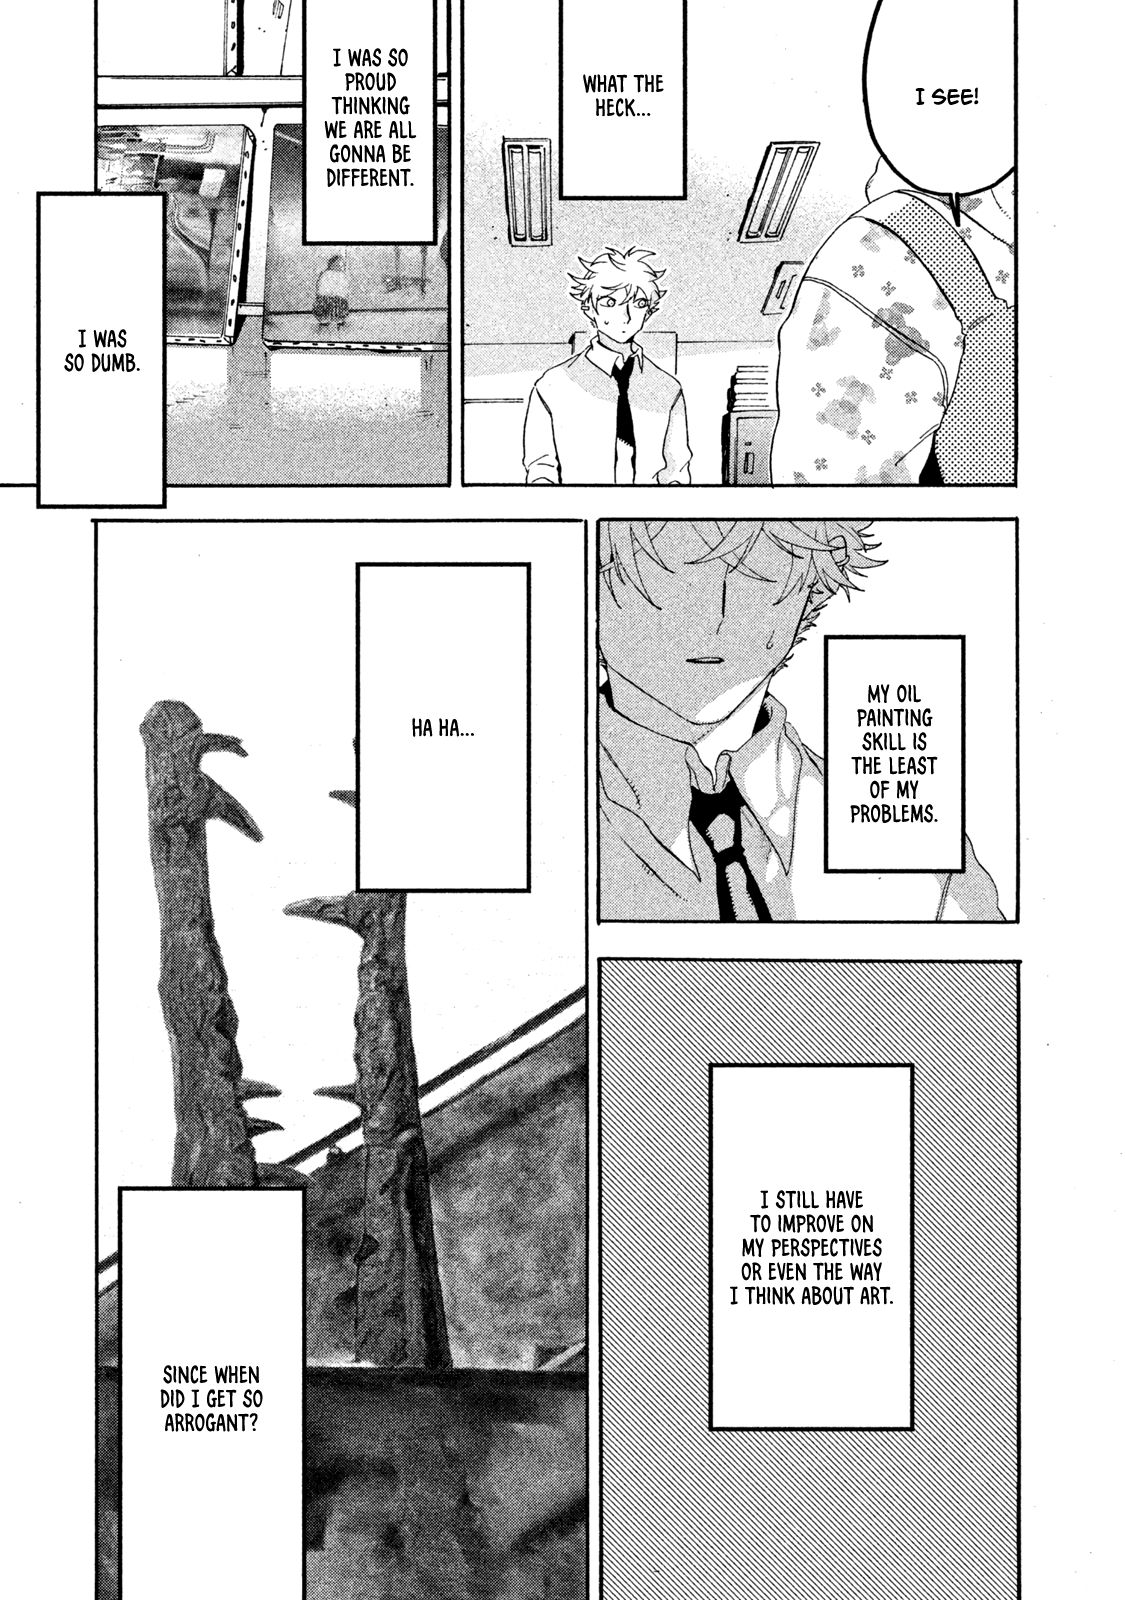 I SEE!
WHAT THE
HECK...
I WAS SO
PROUD
THINKING
WE ARE ALL
GONNA BE
DIFFERENT.
I WAS
SO DUMB.
MY OIL
PAINTING
SKILL IS
THE LEAST
OF MY
PROBLEMS.
I STILL HAVE
TO IMPROVE ON
MY PERSPECTIVES
OR EVEN THE WAY
I THINK ABOUT ART.
HA HA...
SINCE WHEN
DID I GET SO
ARROGANT?